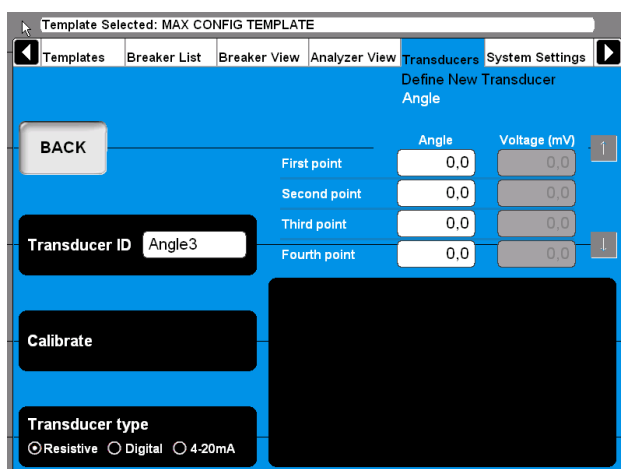 Template Selected: MAX CONFIG TEMPLATE
Templates Breaker List Breaker View Analyzer View Transducers System Settings
Define New Transducer
Angle
BACK
Angle Voltage (mV)
First point 0,0 0,0
Second point 0,0 0,0
Third point 0,0 0,0
Fourth point 0,0 0,0
Transducer ID Angle3
Calibrate
Transducer type
Resistive Digital 4-20mA